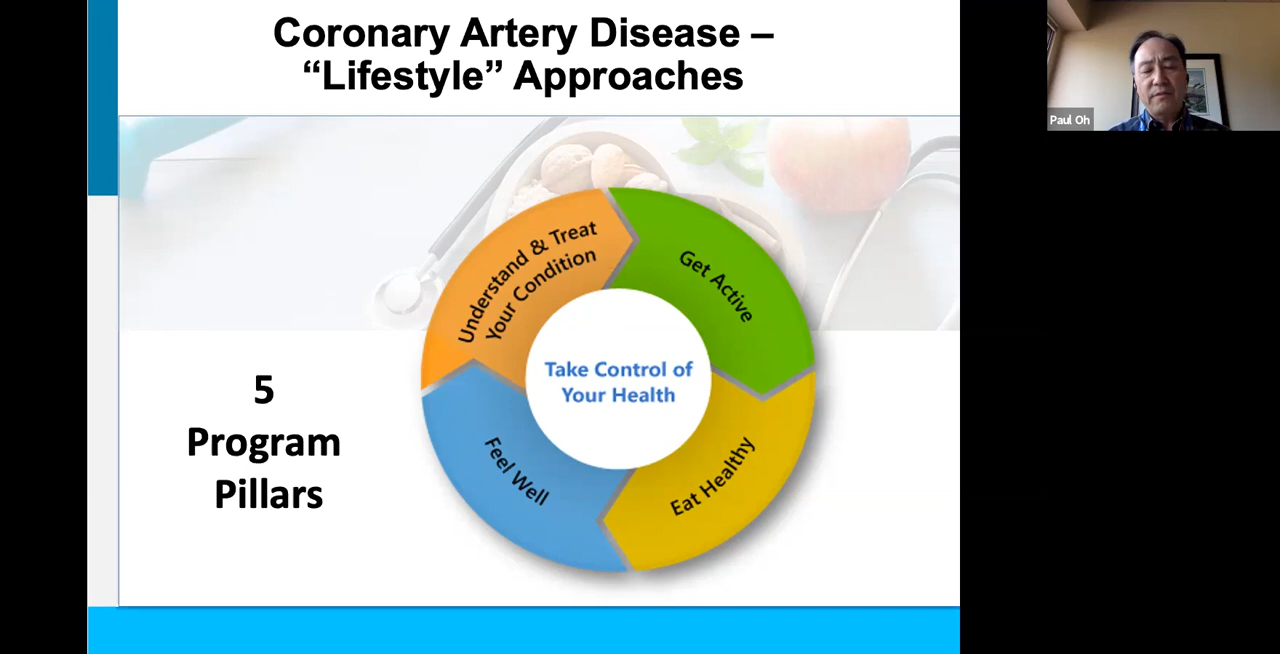 Coronary Artery Disease –
“Lifestyle” Approaches
Paul Oh
Understand & Treat
Your Condition
Get Active
Take Control of
Your Health
5
Program
Pillars
Feel Well
Eat Healthy